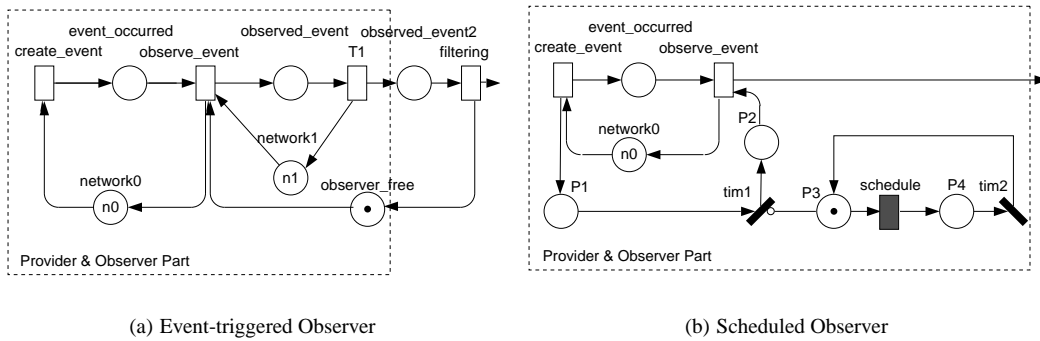 event_occurred
observed_event
observed_event2
create_event
observe_event
T1
filtering
network1
n1
network0
n0
observer_free
Provider & Observer Part
(a) Event-triggered Observer
event_occurred
create_event
observe_event
P2
network0
n0
P1
tim1
P3
schedule
P4
tim2
Provider & Observer Part
(b) Scheduled Observer